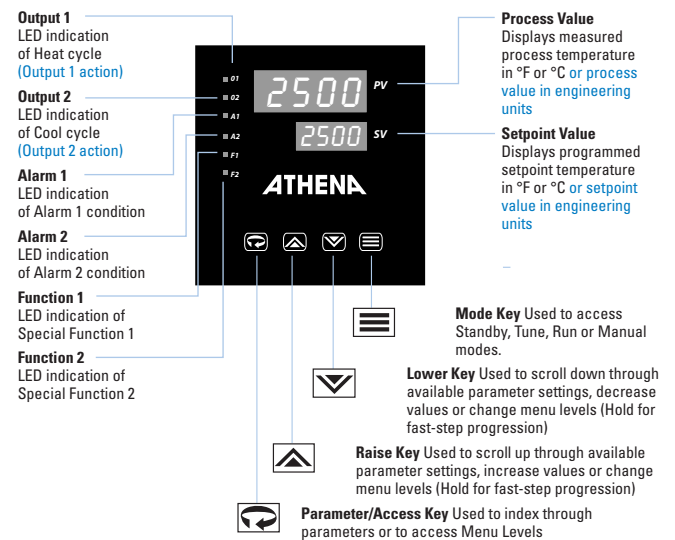 Output 1
LED indication
of Heat cycle
(Output 1 action)
Output 2
LED indication
of Cool cycle
(Output 2 action)
Alarm 1
LED indication
of Alarm 1 condition
Alarm 2
LED indication
of Alarm 2 condition
Function 1
LED indication of
Special Function 1
Function 2
LED indication of
Special Function 2
01
02
A1
A2
F1
F2
2500 PV
2500 SV
ATHENA
Process Value
Displays measured
process temperature
in °F or °C or process
value in engineering
units
Setpoint Value
Displays programmed
setpoint temperature
in °F or °C or setpoint
value in engineering
units
Mode Key Used to access
Standby, Tune, Run or Manual
modes.
Lower Key Used to scroll down through
available parameter settings, decrease
values or change menu levels (Hold for
fast-step progression)
Raise Key Used to scroll up through available
parameter settings, increase values or change
menu levels (Hold for fast-step progression)
Parameter/Access Key Used to index through
parameters or to access Menu Levels